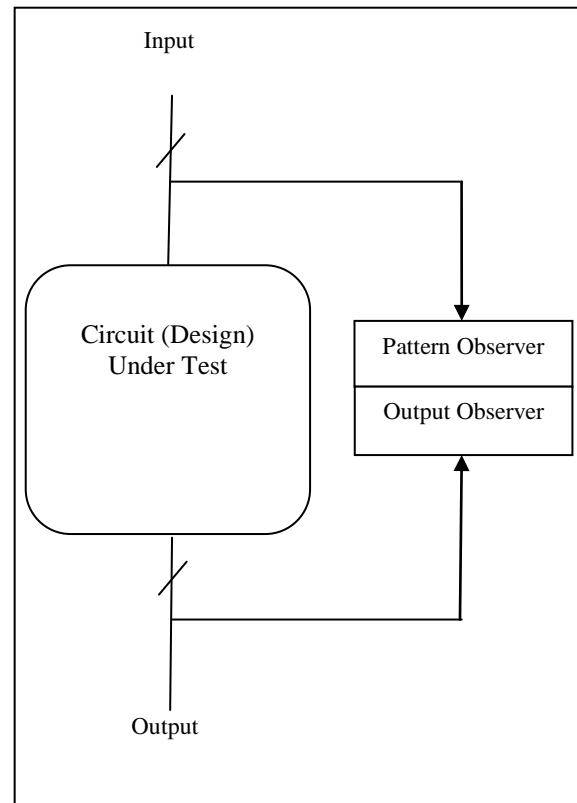 Input
Circuit (Design)
Under Test
Pattern Observer
Output Observer
Output